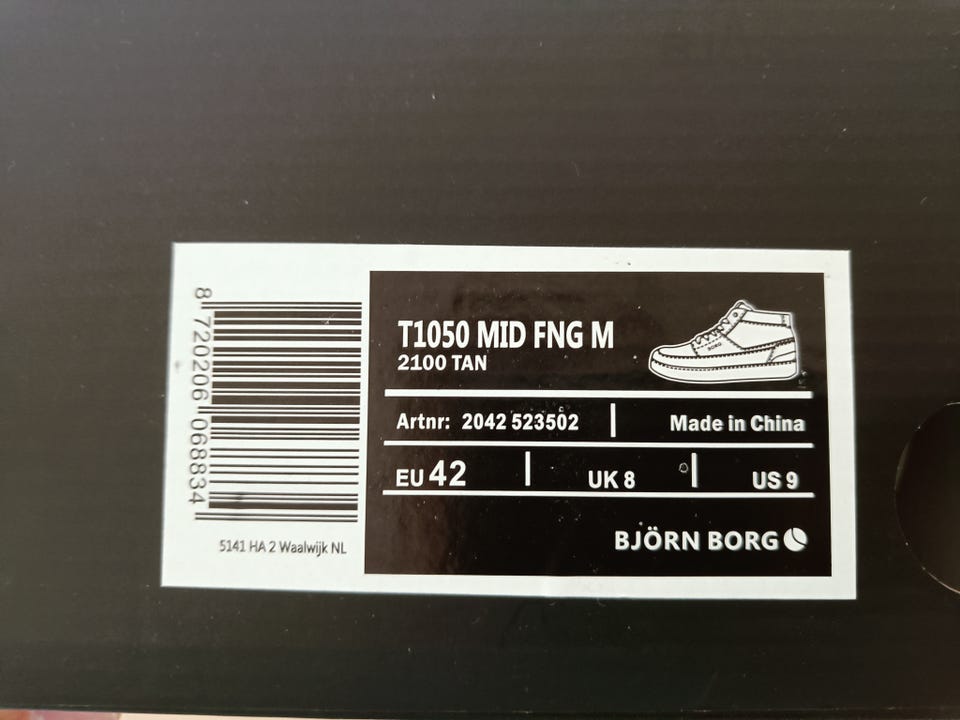 8 720206 068834
5141 HA 2 Waalwijk NL
T1050 MID FNG M
2100 TAN
BORG
Artnr: 2042 523502 | Made in China
EU 42 | UK 8 | US 9
BJÖRN BORG